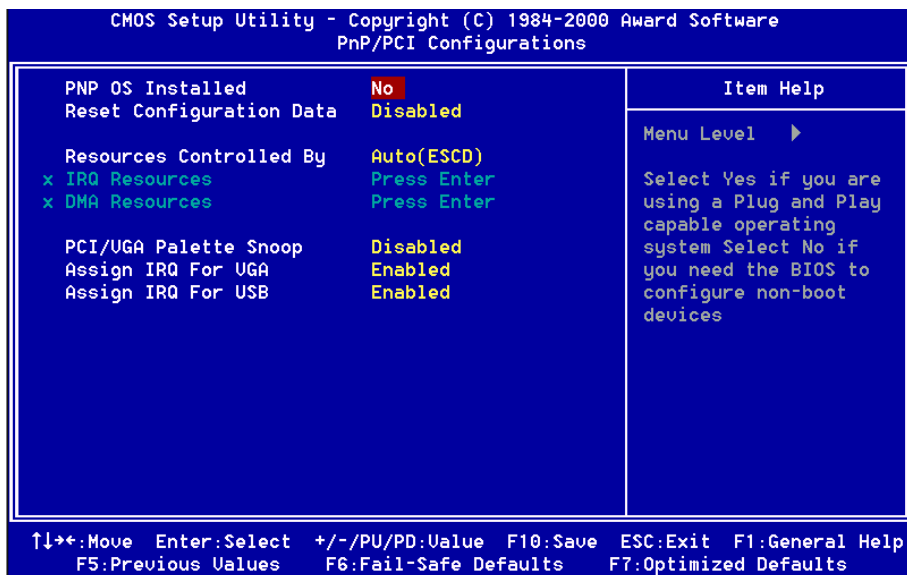 CMOS Setup Utility - Copyright (C) 1984-2000 Award Software
PnP/PCI Configurations
PNP OS Installed No
Reset Configuration Data Disabled
Resources Controlled By Auto(ESCD)
x IRQ Resources Press Enter
x DMA Resources Press Enter
PCI/VGA Palette Snoop Disabled
Assign IRQ For VGA Enabled
Assign IRQ For USB Enabled
Item Help
Menu Level ▶
Select Yes if you are
using a Plug and Play
capable operating
system Select No if
you need the BIOS to
configure non-boot
devices
↑↓→←:Move Enter:Select +/-/PU/PD:Value F10:Save ESC:Exit F1:General Help
F5:Previous Values F6:Fail-Safe Defaults F7:Optimized Defaults